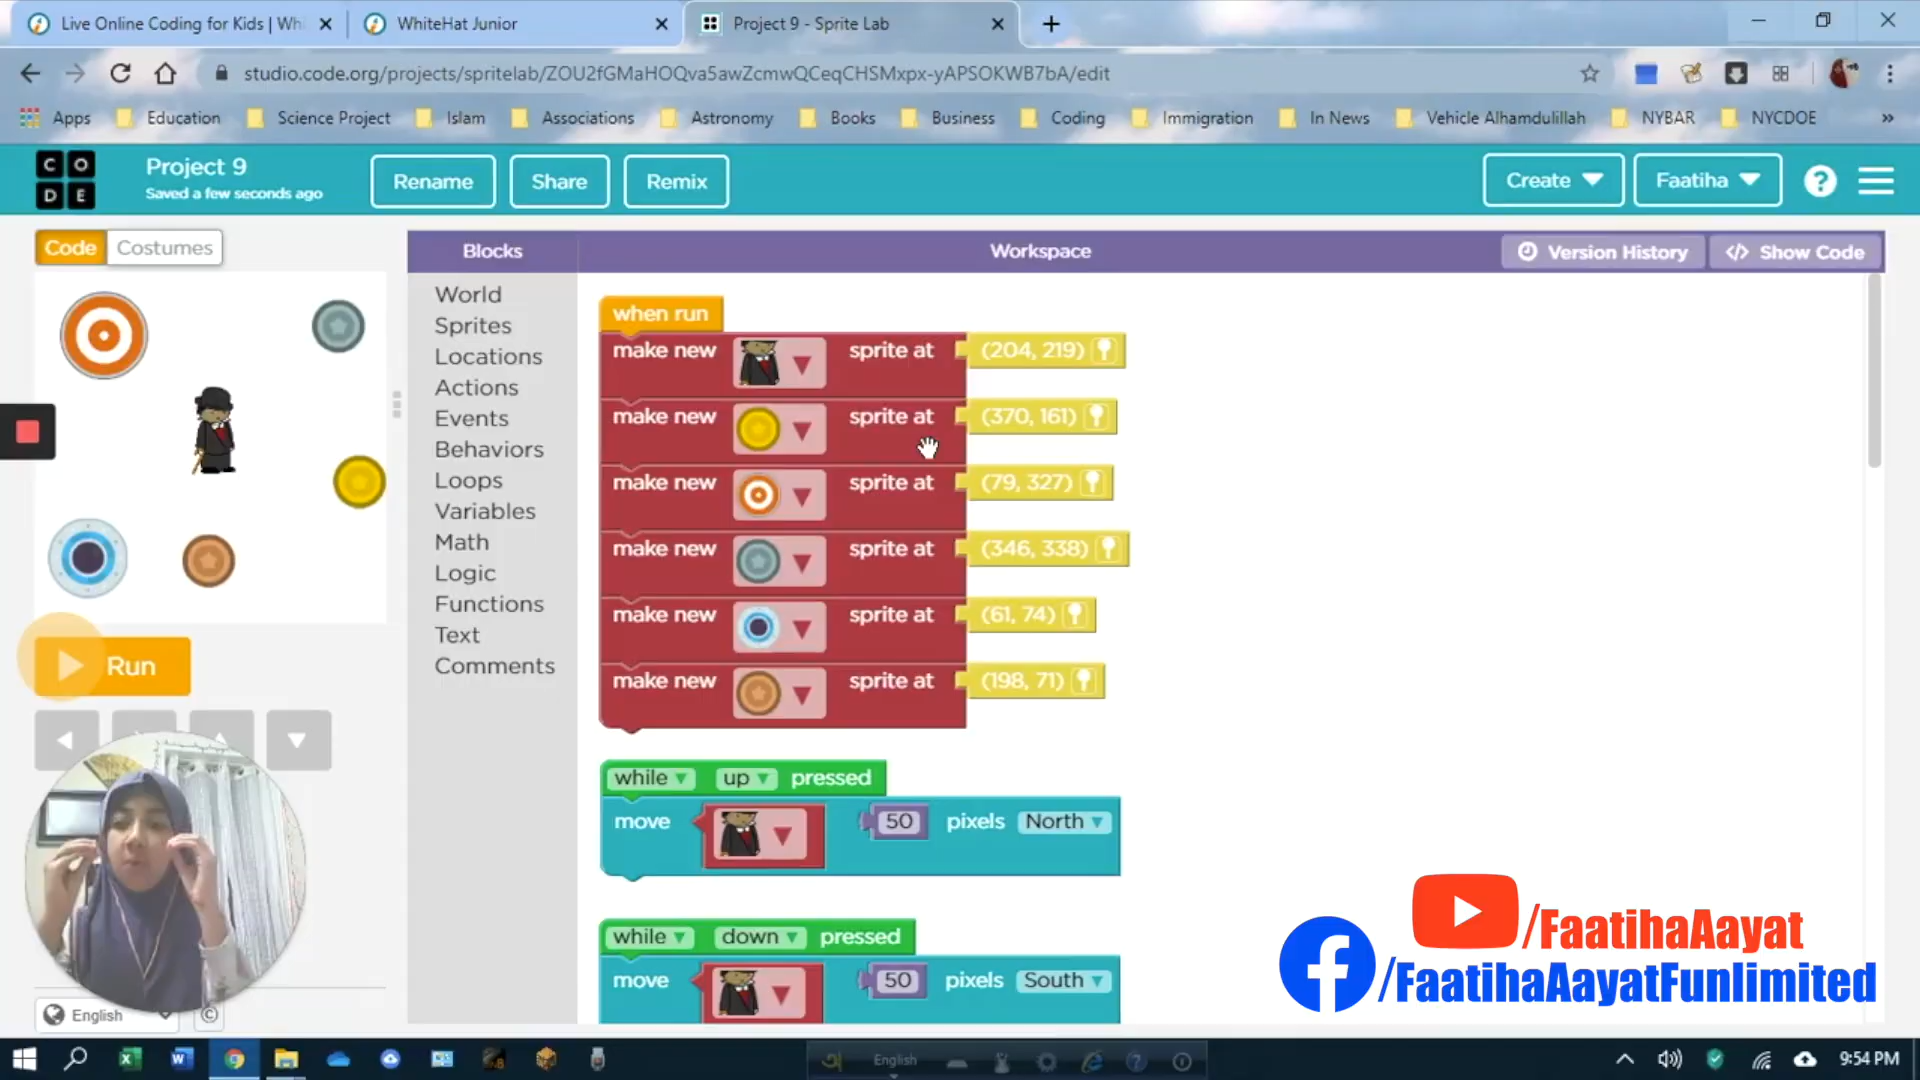 Live Online Coding for Kids | Whi
WhiteHat Junior
Project 9 - Sprite Lab
studio.code.org/projects/spritelab/ZOU2fGMaHOQva5awZcmwQCeqCHSMxpx-yAPSOKWB7bA/edit
Apps Education Science Project Islam Associations Astronomy Books Business Coding Immigration In News Vehicle Alhamdulillah NYBAR NYCDOE »
CODE
Project 9
Saved a few seconds ago
Rename Share Remix Create Faatiha ?
Code Costumes
Blocks Workspace Version History </> Show Code
World
Sprites
Locations
Actions
Events
Behaviors
Loops
Variables
Math
Logic
Functions
Text
Comments
when run
make new sprite at (204, 219)
make new sprite at (370, 161)
make new sprite at (79, 327)
make new sprite at (346, 338)
make new sprite at (61, 74)
make new sprite at (198, 71)
while up pressed
move 50 pixels North
while down pressed
move 50 pixels South
Run
English ©
/FaatihaAayat
/FaatihaAayatFunlimited
English
9:54 PM